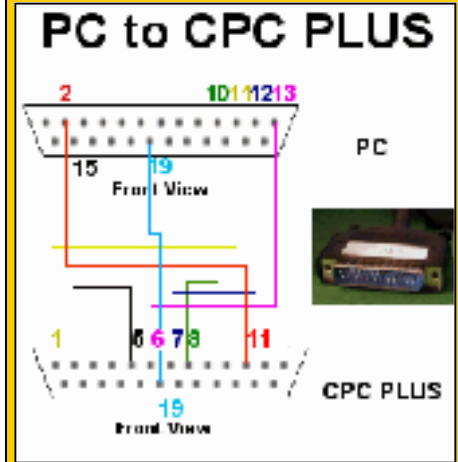 PC to CPC PLUS
2 10 11 12 13
PC
15 19
Front View
1 5 6 7 8 11
CPC PLUS
19
Front View